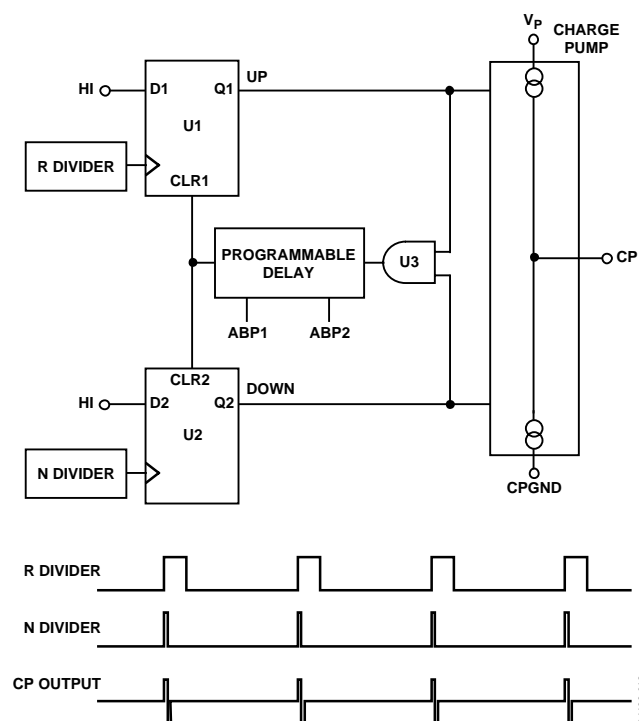 V_P
CHARGE
PUMP
UP
HI
D1
Q1
U1
R DIVIDER
CLR1
PROGRAMMABLE
DELAY
U3
CP
ABP1
ABP2
CLR2
DOWN
HI
D2
Q2
U2
N DIVIDER
CPGND
R DIVIDER
N DIVIDER
CP OUTPUT